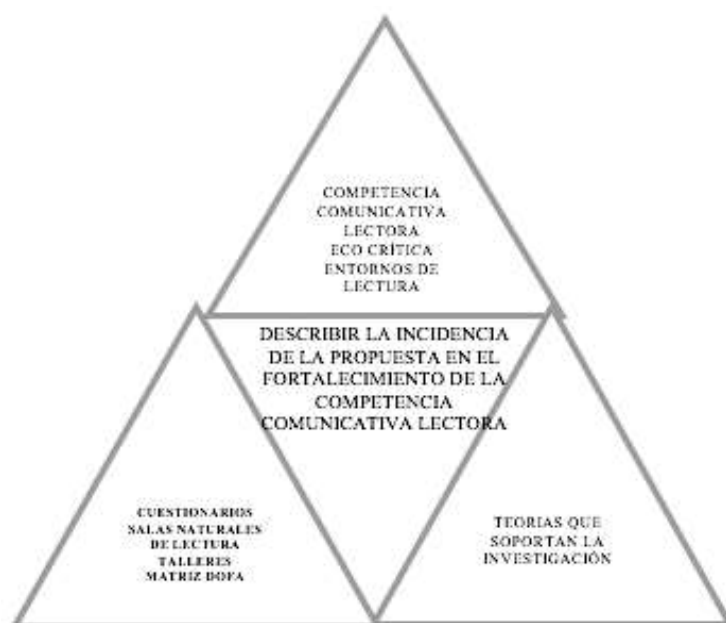 COMPETENCIA
COMUNICATIVA
LECTORA
ECO CRÍTICA
ENTORNOS DE
LECTURA
DESCRIBIR LA INCIDENCIA
DE LA PROPUESTA EN EL
FORTALECIMIENTO DE LA
COMPETENCIA
COMUNICATIVA LECTORA
CUESTIONARIOS
SALAS NATURALES
DE LECTURA
TALLERES
MATRIZ DOFA
TEORIAS QUE
SOPORTAN LA
INVESTIGACIÓN